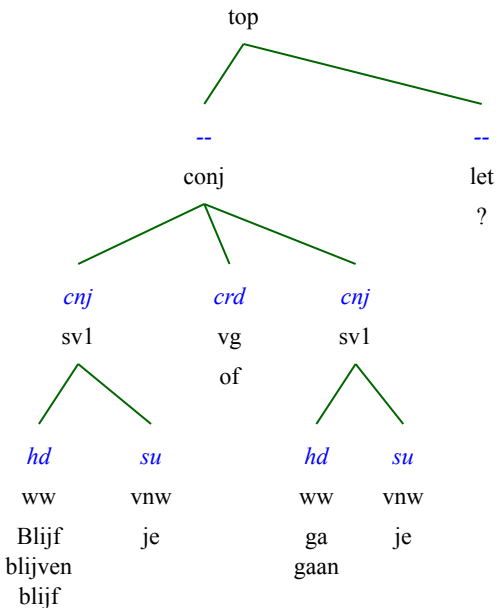 top
-- --
conj let
?
cnj crd cnj
sv1 vg sv1
of
hd su hd su
ww vnw ww vnw
Blijf je ga je
blijven gaan
blijf